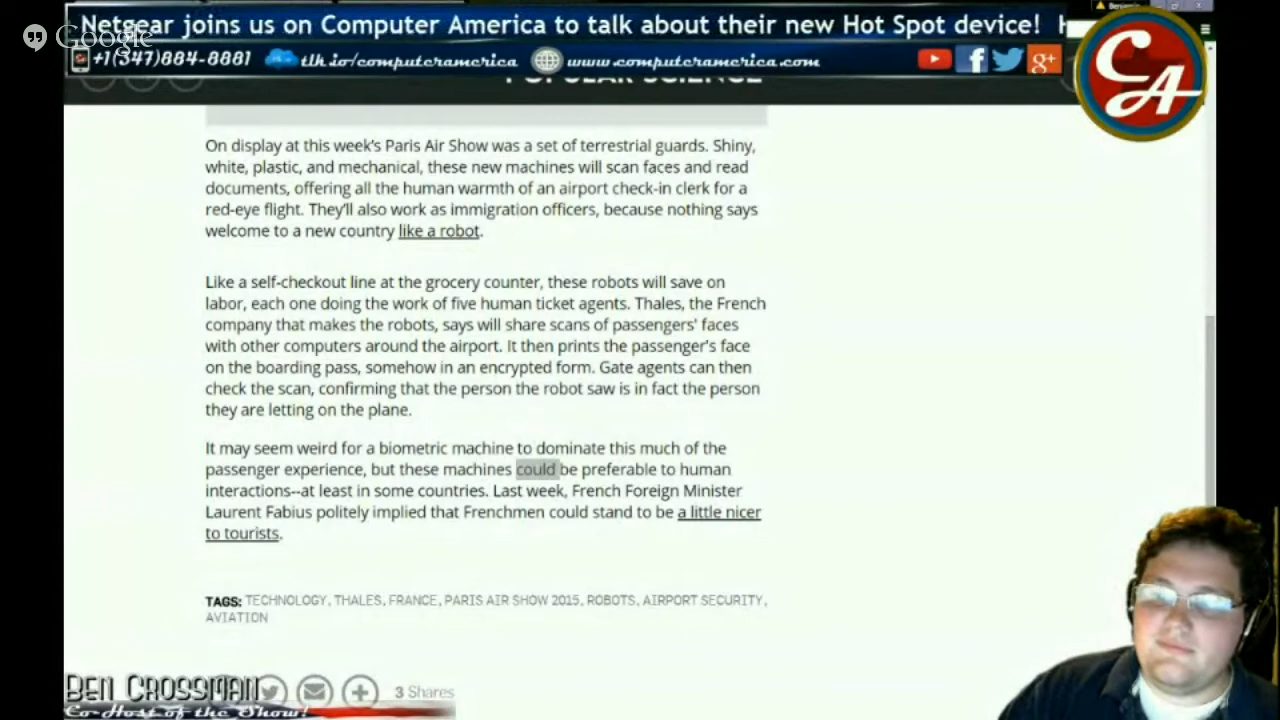 Netgear joins us on Computer America to talk about their new Hot Spot device!
Google
+1(347)884-8881 tlk.io/computeramerica www.computeramerica.com
POPULAR SCIENCE
CA
On display at this week's Paris Air Show was a set of terrestrial guards. Shiny,
white, plastic, and mechanical, these new machines will scan faces and read
documents, offering all the human warmth of an airport check-in clerk for a
red-eye flight. They'll also work as immigration officers, because nothing says
welcome to a new country like a robot.
Like a self-checkout line at the grocery counter, these robots will save on
labor, each one doing the work of five human ticket agents. Thales, the French
company that makes the robots, says will share scans of passengers' faces
with other computers around the airport. It then prints the passenger's face
on the boarding pass, somehow in an encrypted form. Gate agents can then
check the scan, confirming that the person the robot saw is in fact the person
they are letting on the plane.
It may seem weird for a biometric machine to dominate this much of the
passenger experience, but these machines could be preferable to human
interactions--at least in some countries. Last week, French Foreign Minister
Laurent Fabius politely implied that Frenchmen could stand to be a little nicer
to tourists.
TAGS: TECHNOLOGY, THALES, FRANCE, PARIS AIR SHOW 2015, ROBOTS, AIRPORT SECURITY,
AVIATION
3 Shares
Ben Crossman
Co-Host of the Show!